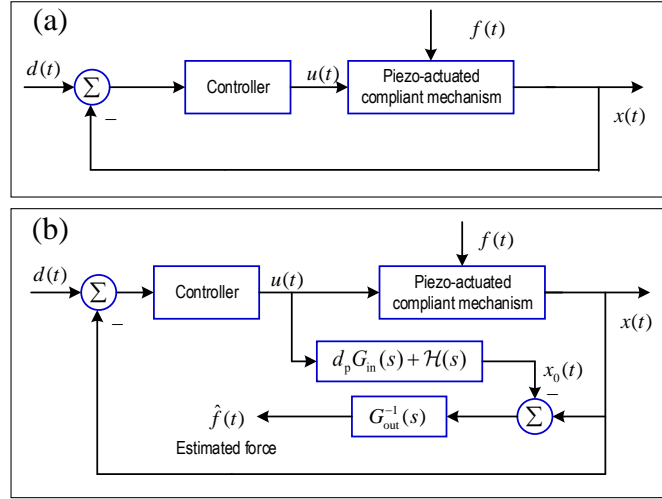 (a)
f(t)
d(t)
Σ
−
Controller
u(t)
Piezo-actuated
compliant mechanism
x(t)
(b)
f(t)
d(t)
Σ
−
Controller
u(t)
Piezo-actuated
compliant mechanism
x(t)
d_p G_in(s) + ℋ(s)
x_0(t)
−
f̂(t)
G_out^{-1}(s)
Σ
Estimated force